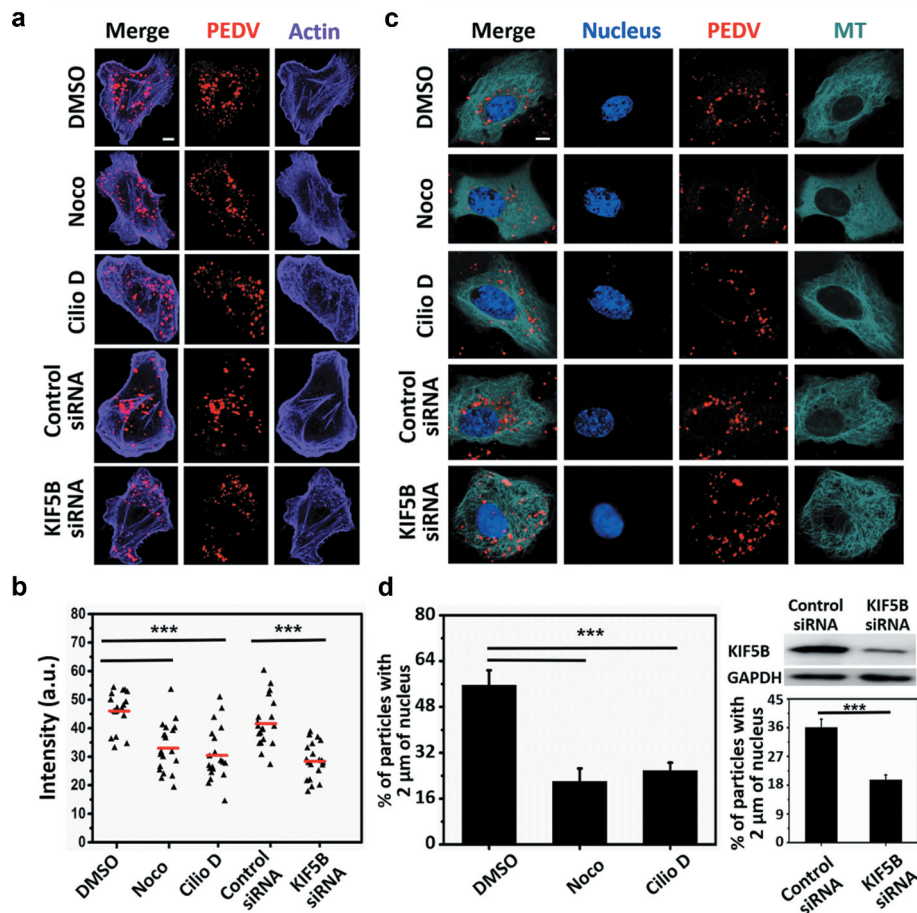 a
Merge PEDV Actin
DMSO
Noco
Cilio D
Control
siRNA
KIF5B
siRNA
c
Merge Nucleus PEDV MT
DMSO
Noco
Cilio D
Control
siRNA
KIF5B
siRNA
b
Intensity (a.u.)
80
70
60
50
40
30
20
10
0
***
***
DMSO
Noco
Cilio D
Control
siRNA
KIF5B
siRNA
d
% of particles with
2 μm of nucleus
80
64
48
32
16
0
***
DMSO
Noco
Cilio D
Control
siRNA
KIF5B
siRNA
KIF5B
GAPDH
% of particles with
2 μm of nucleus
45
36
27
18
9
0
***
Control
siRNA
KIF5B
siRNA